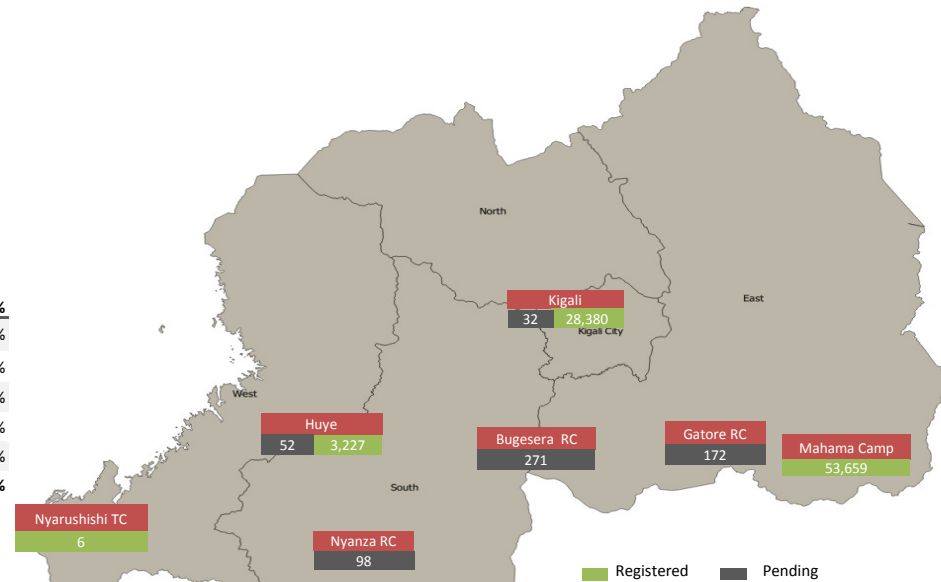 North
East
Kigali
32 28,380
Kigali City
%
%
%
%
%
%
%
West
Huye
52 3,227
Bugesera RC
271
Gatore RC
172
Mahama Camp
53,659
South
Nyarushishi TC
6
Nyanza RC
98
Registered Pending